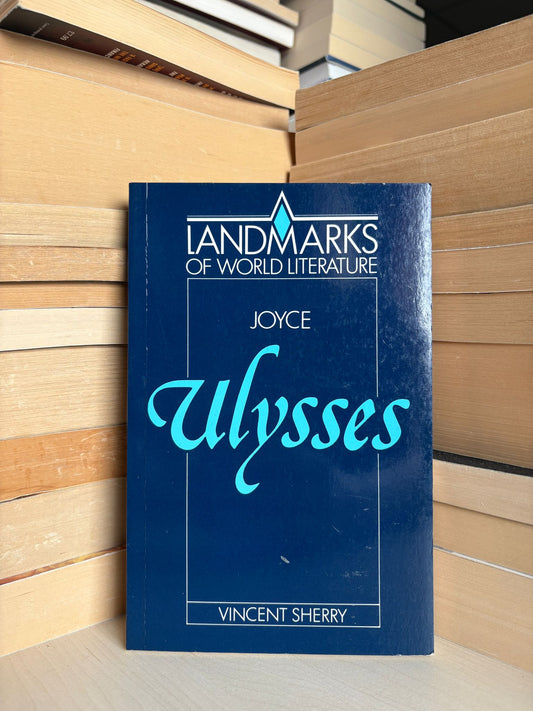 LANDMARKS
OF WORLD LITERATURE
JOYCE
Ulysses
VINCENT SHERRY